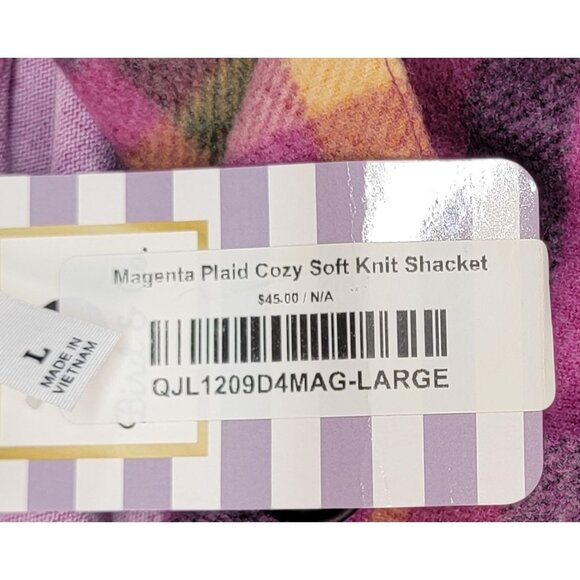 Magenta Plaid Cozy Soft Knit Shacket
$45.00 / N/A
QJL1209D4MAG-LARGE
L
MADE IN
VIETNAM